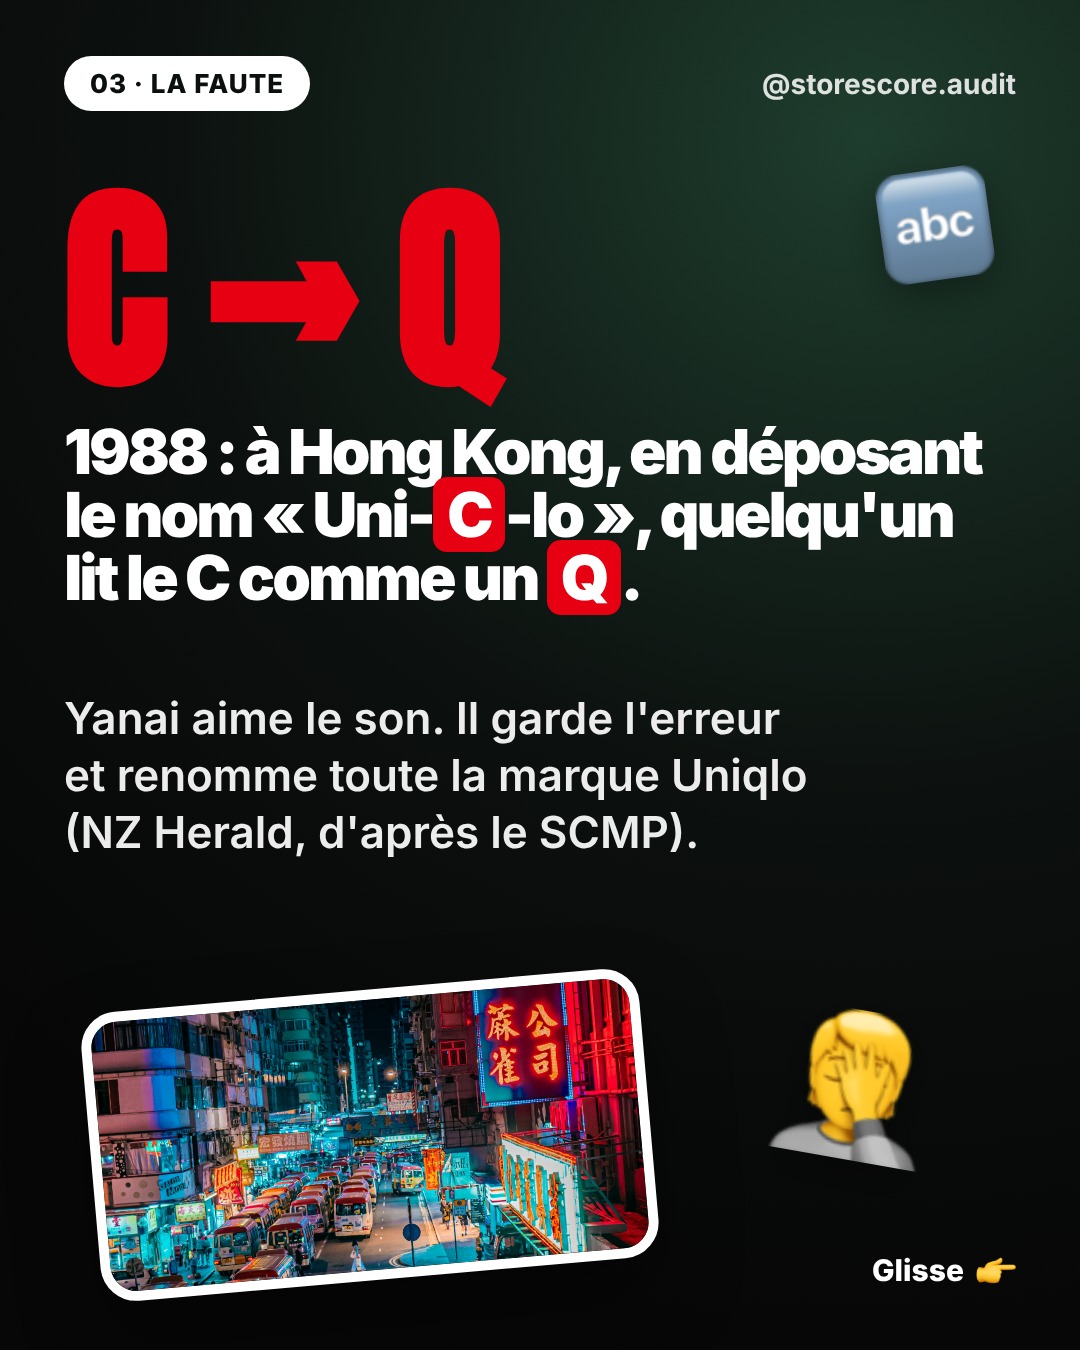 03 · LA FAUTE
@storescore.audit
abc
C → Q
1988 : à Hong Kong, en déposant
le nom « Uni-C-lo », quelqu'un
lit le C comme un Q.
Yanai aime le son. Il garde l'erreur
et renomme toute la marque Uniqlo
(NZ Herald, d'après le SCMP).
公司
蔴雀
Glisse 👉